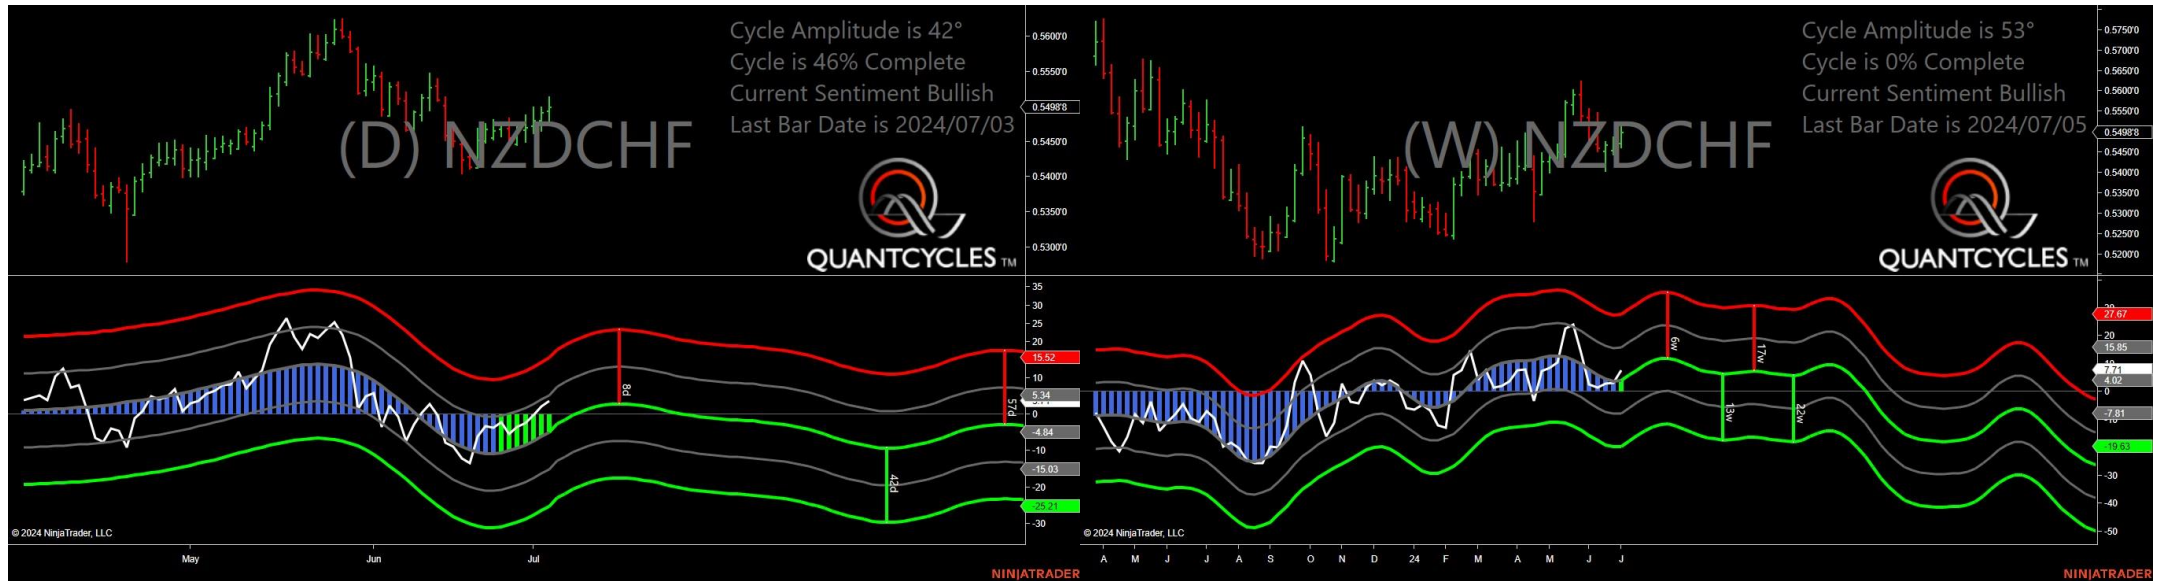 Cycle Amplitude is 42°
Cycle is 46% Complete
Current Sentiment Bullish
Last Bar Date is 2024/07/03
(D) NZDCHF
QUANTCYCLES TM
0.5600'0
0.5550'0
0.5498'8
0.5450'0
0.5400'0
0.5350'0
0.5300'0
35
30
25
20
15.52
10
5.34
0
-4.84
-10
-15.03
-20
-25.21
-30
8d
42d
57d
© 2024 NinjaTrader, LLC
May
Jun
Jul
NINJATRADER
Cycle Amplitude is 53°
Cycle is 0% Complete
Current Sentiment Bullish
Last Bar Date is 2024/07/05
(W) NZDCHF
QUANTCYCLES TM
0.5750'0
0.5700'0
0.5650'0
0.5600'0
0.5550'0
0.5498'8
0.5450'0
0.5400'0
0.5350'0
0.5300'0
0.5250'0
0.5200'0
27.67
20
15.85
7.71
4.02
0
-7.81
-19.63
-30
-40
-50
6w
17w
13w
22w
© 2024 NinjaTrader, LLC
A M J J A S O N D 24 F M A M J J
NINJATRADER